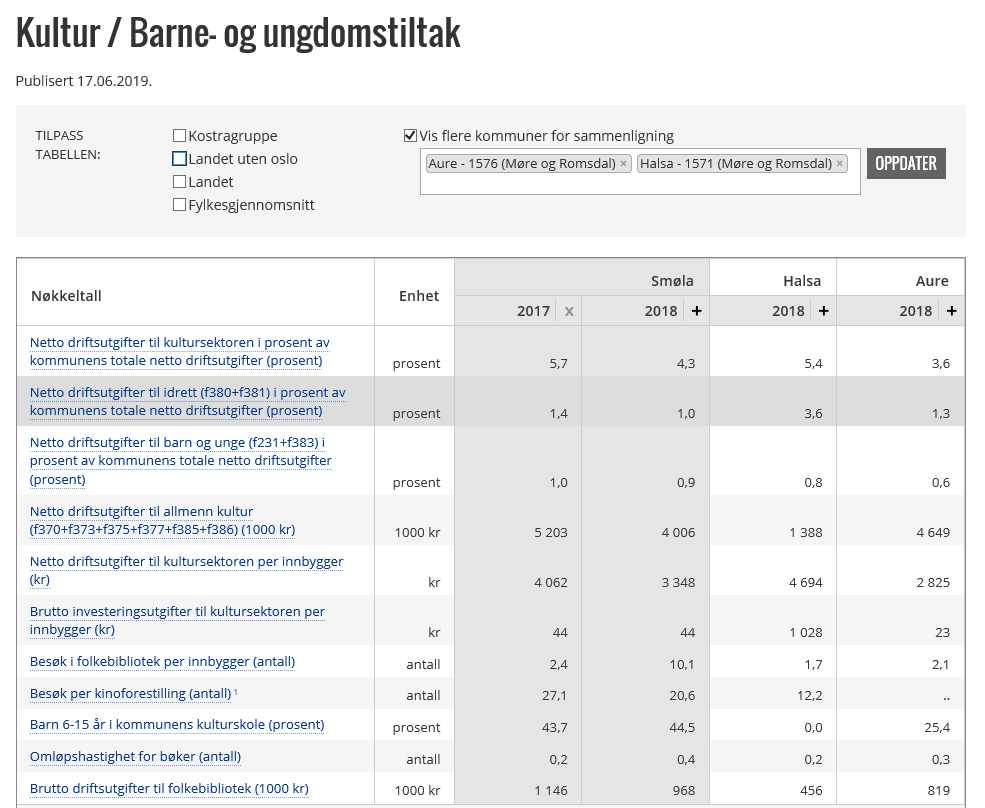 Kultur / Barne- og ungdomstiltak
Publisert 17.06.2019.
TILPASS
TABELLEN:
Kostragruppe
Landet uten oslo
Landet
Fylkesgjennomsnitt
Vis flere kommuner for sammenligning
Aure - 1576 (Møre og Romsdal) × Halsa - 1571 (Møre og Romsdal) ×
OPPDATER
Nøkkeltall Enhet Smøla Halsa Aure
2017 x 2018 + 2018 + 2018 +
Netto driftsutgifter til kultursektoren i prosent av
kommunens totale netto driftsutgifter (prosent) prosent 5,7 4,3 5,4 3,6
Netto driftsutgifter til idrett (f380+f381) i prosent av
kommunens totale netto driftsutgifter (prosent) prosent 1,4 1,0 3,6 1,3
Netto driftsutgifter til barn og unge (f231+f383) i
prosent av kommunens totale netto driftsutgifter
(prosent) prosent 1,0 0,9 0,8 0,6
Netto driftsutgifter til allmenn kultur
(f370+f373+f375+f377+f385+f386) (1000 kr) 1000 kr 5 203 4 006 1 388 4 649
Netto driftsutgifter til kultursektoren per innbygger
(kr) kr 4 062 3 348 4 694 2 825
Brutto investeringsutgifter til kultursektoren per
innbygger (kr) kr 44 44 1 028 23
Besøk i folkebibliotek per innbygger (antall) antall 2,4 10,1 1,7 2,1
Besøk per kinoforestilling (antall) ¹ antall 27,1 20,6 12,2 ..
Barn 6-15 år i kommunens kulturskole (prosent) prosent 43,7 44,5 0,0 25,4
Omløpshastighet for bøker (antall) antall 0,2 0,4 0,2 0,3
Brutto driftsutgifter til folkebibliotek (1000 kr) 1000 kr 1 146 968 456 819